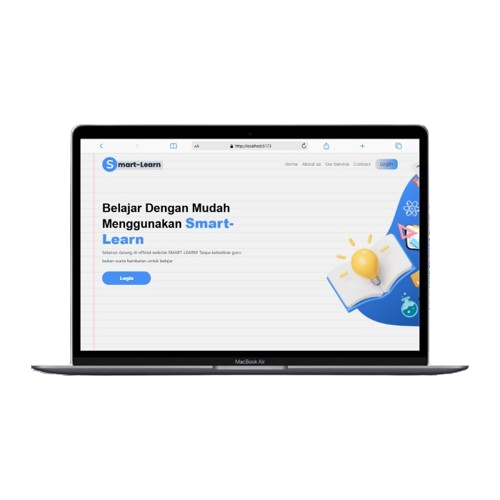 AA
http://localhost:5173
Smart-Learn
Home About us Our Service Contact Login
Belajar Dengan Mudah
Menggunakan Smart-
Learn
Selamat datang di official website SMART LEARN! Tanpa kehadiran guru
bukan suatu hambatan untuk belajar
Login
MacBook Air